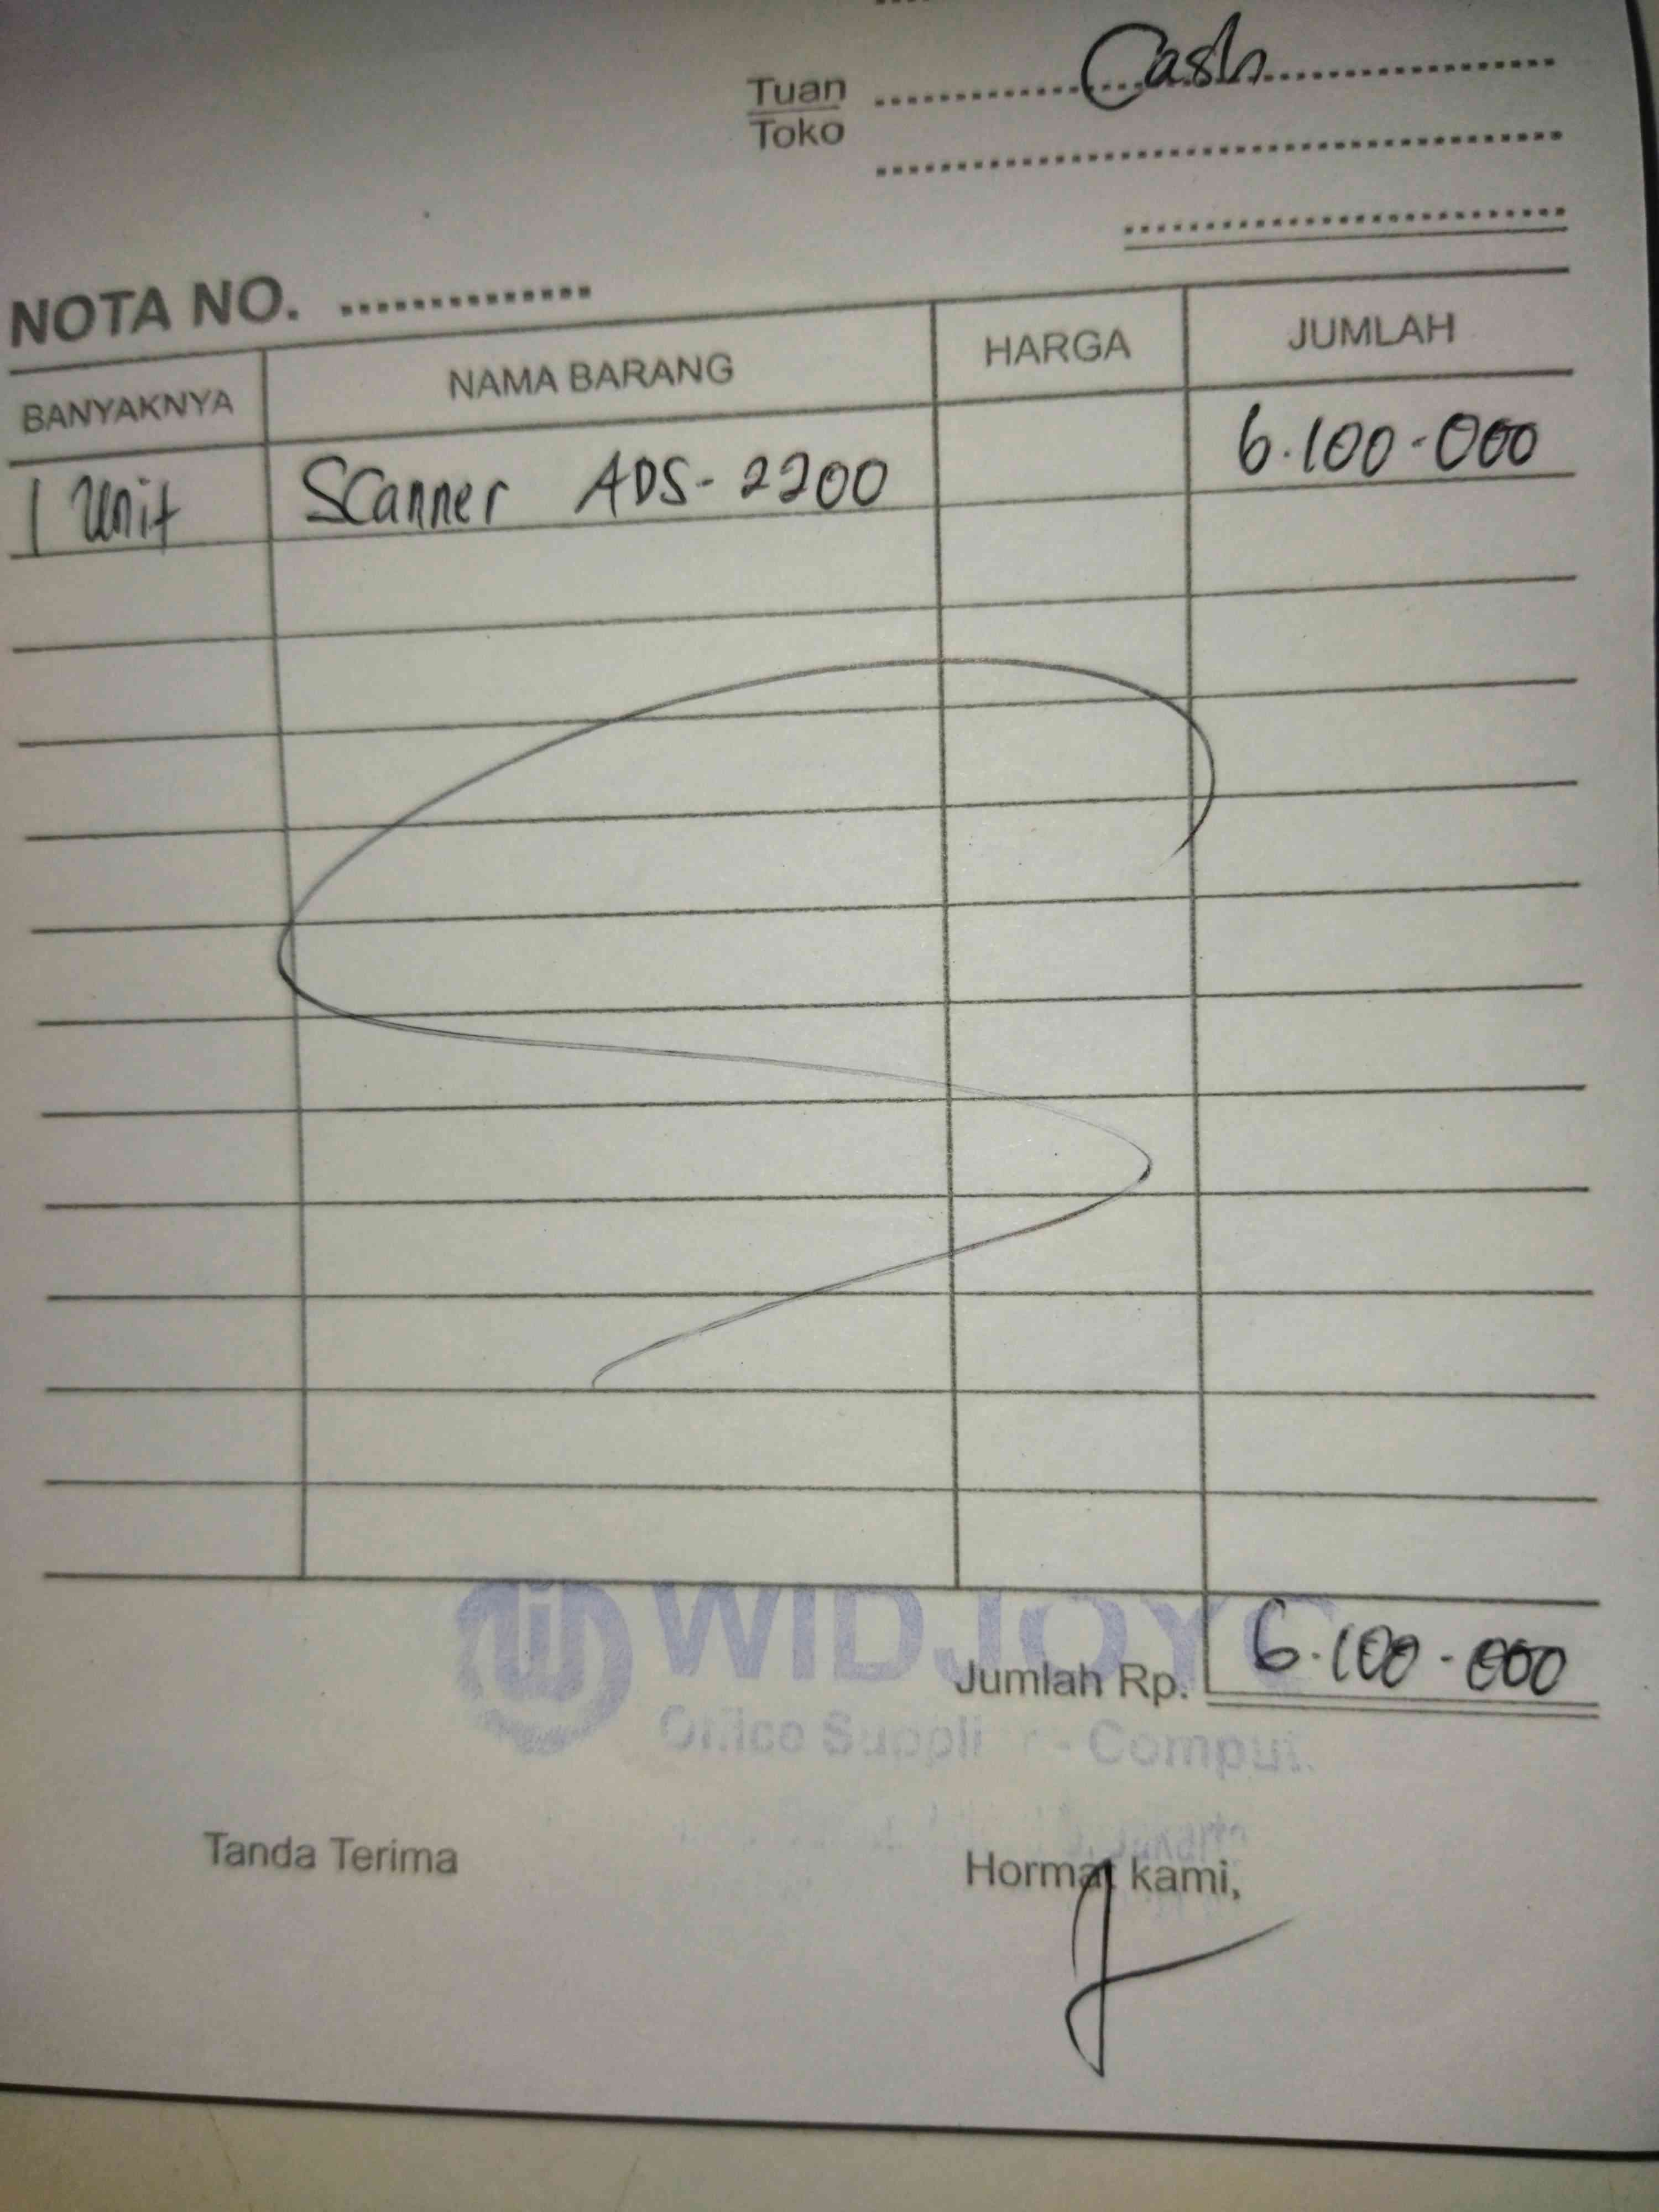 Cash
Tuan
Toko
NOTA NO.
BANYAKNYA NAMA BARANG HARGA JUMLAH
1 Unit Scanner ADS-2200 6.100-000
WIDJOYO
Jumlah Rp. 6.100-000
Office Supplier - Comput
Tanda Terima Hormat kami,